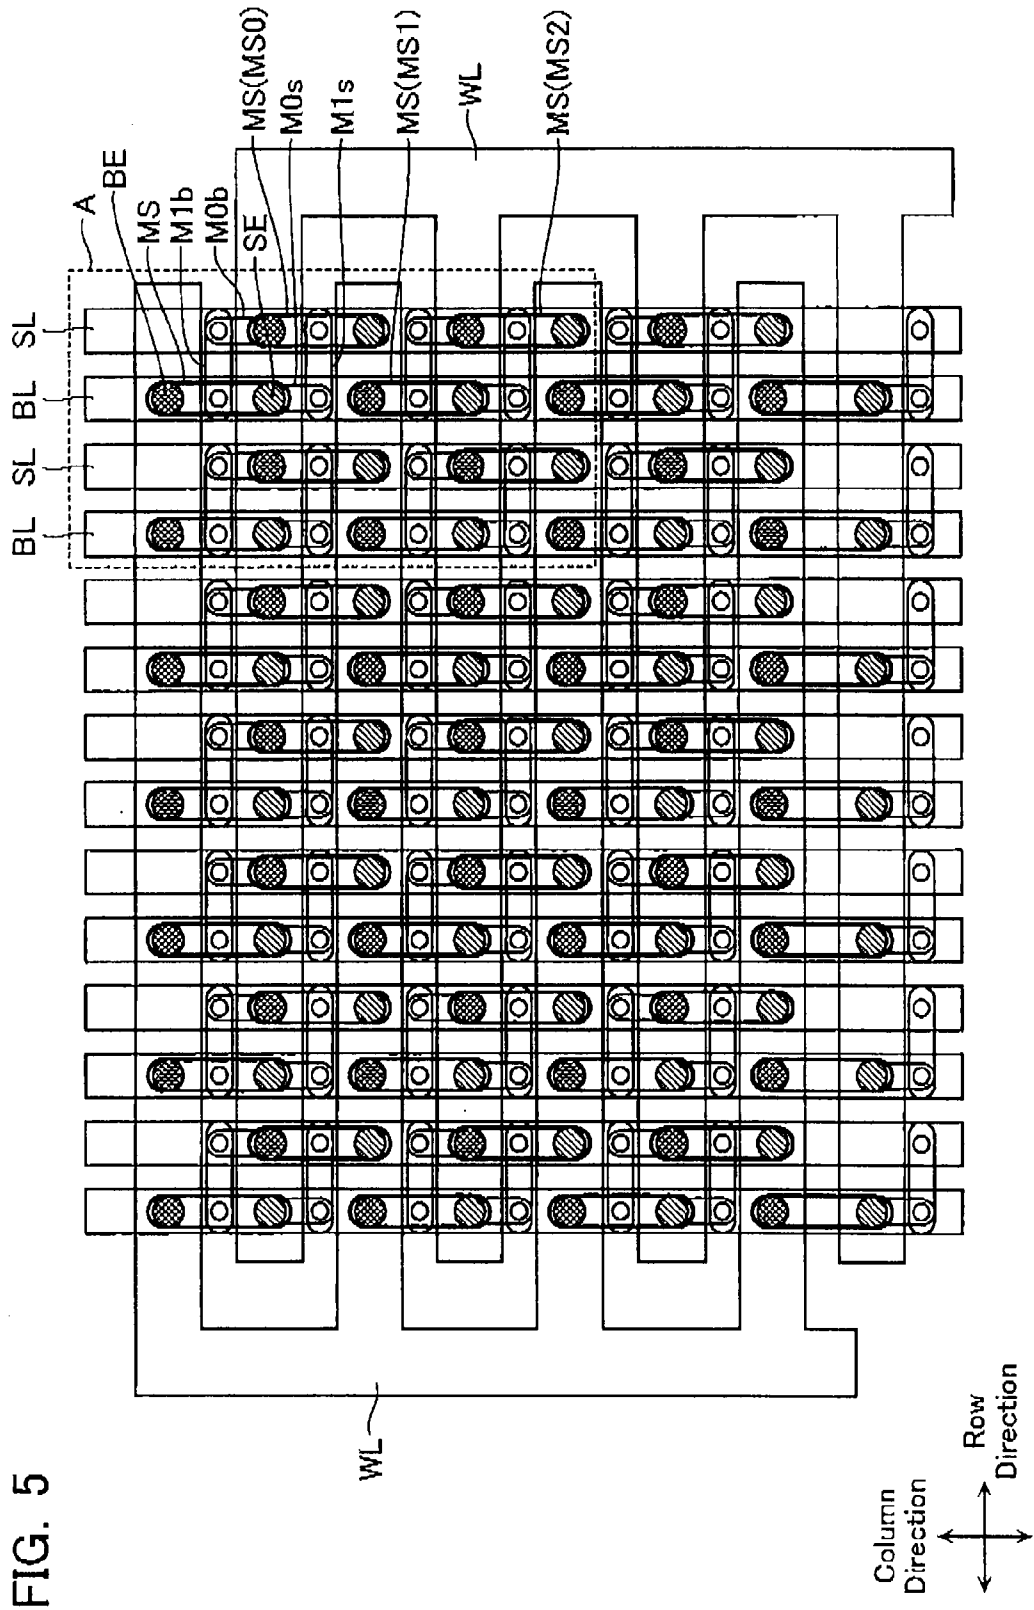 FIG. 5
A
BE
MS
M1b
M0b
SE
MS(MS0)
M0s
M1s
MS(MS1)
WL
MS(MS2)
SL
BL
SL
BL
WL
Column
Direction
Row
Direction